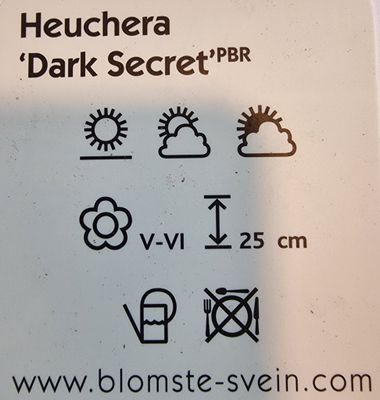 Heuchera
‘Dark Secret’PBR
V-VI 25 cm
www.blomste-svein.com